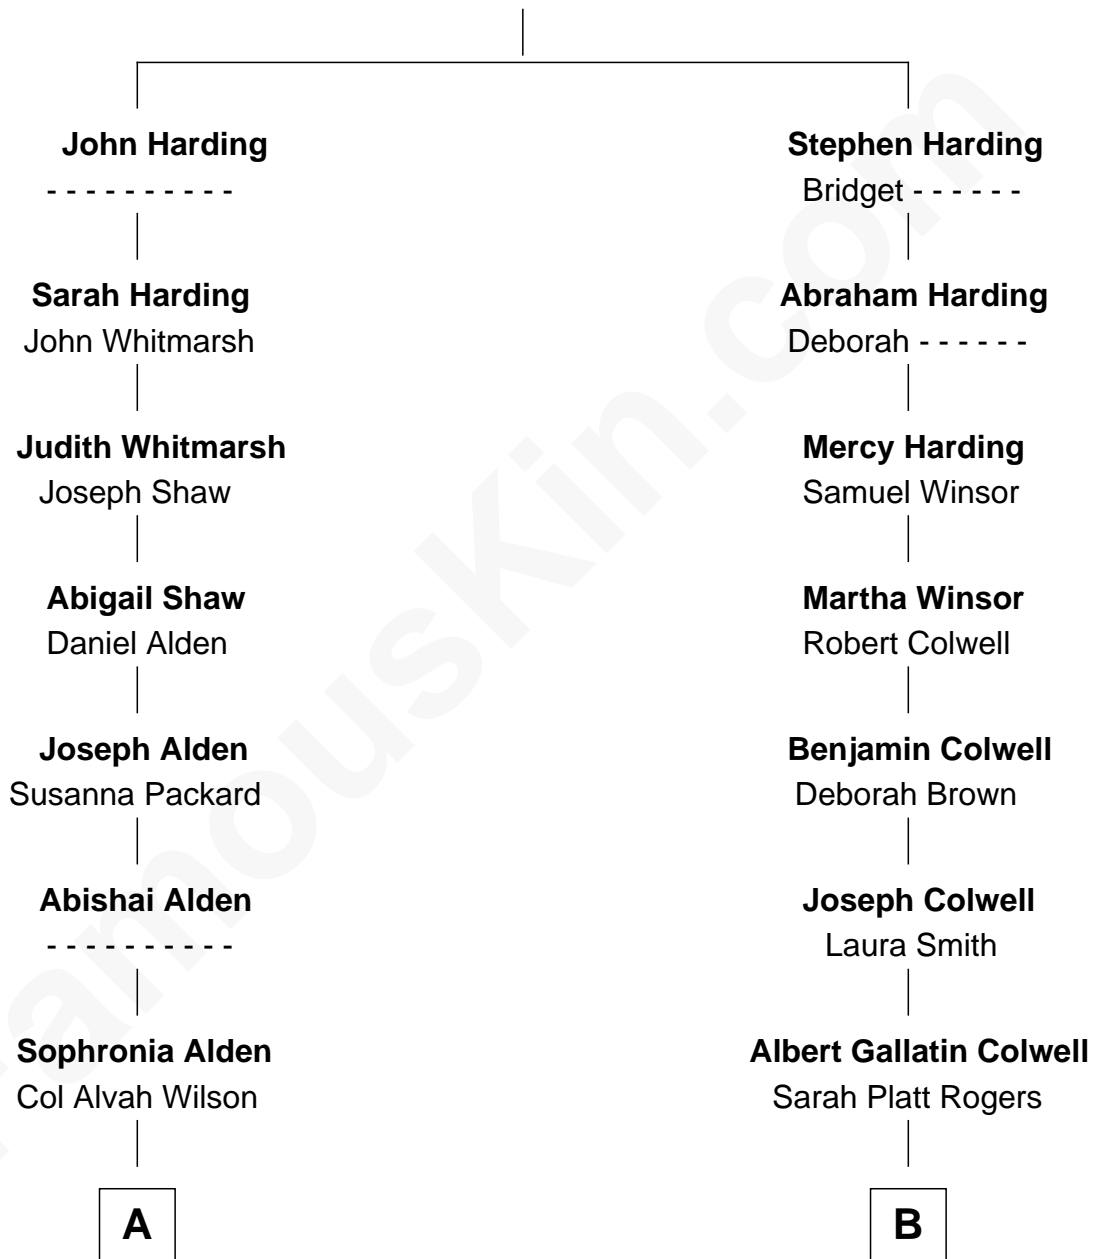 John Harding
- - - - - - - - - -
Sarah Harding
John Whitmarsh
Judith Whitmarsh
Joseph Shaw
Abigail Shaw
Daniel Alden
Joseph Alden
Susanna Packard
Abishai Alden
- - - - - - - - - -
Sophronia Alden
Col Alvah Wilson
A
Stephen Harding
Bridget - - - - - -
Abraham Harding
Deborah - - - - - -
Mercy Harding
Samuel Winsor
Martha Winsor
Robert Colwell
Benjamin Colwell
Deborah Brown
Joseph Colwell
Laura Smith
Albert Gallatin Colwell
Sarah Platt Rogers
B
FamousKin.com